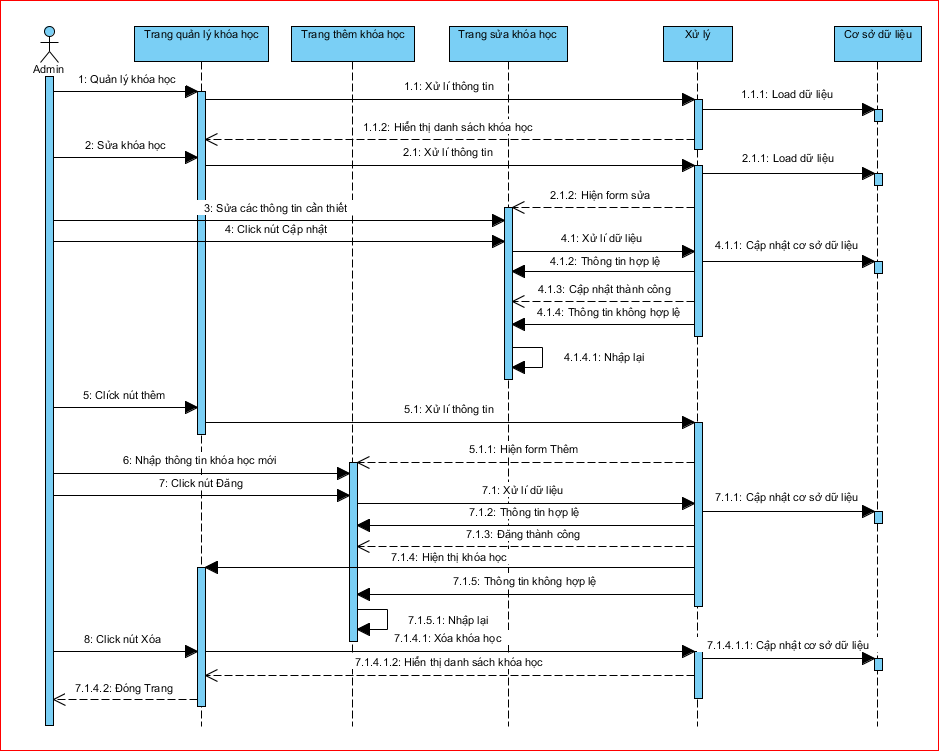 Trang quản lý khóa học
Trang thêm khóa học
Trang sửa khóa học
Xử lý
Cơ sở dữ liệu
Admin
1: Quản lý khóa học
1.1: Xử lí thông tin
1.1.1: Load dữ liệu
1.1.2: Hiển thị danh sách khóa học
2: Sửa khóa học
2.1: Xử lí thông tin
2.1.1: Load dữ liệu
2.1.2: Hiện form sửa
3: Sửa các thông tin cần thiết
4: Click nút Cập nhật
4.1: Xử lí dữ liệu
4.1.1: Cập nhật cơ sở dữ liệu
4.1.2: Thông tin hợp lệ
4.1.3: Cập nhật thành công
4.1.4: Thông tin không hợp lệ
4.1.4.1: Nhập lại
5: Clíck nút thêm
5.1: Xử lí thông tin
5.1.1: Hiện form Thêm
6: Nhập thông tin khóa học mới
7: Click nút Đăng
7.1: Xử lí dữ liệu
7.1.1: Cập nhật cơ sở dữ liệu
7.1.2: Thông tin hợp lệ
7.1.3: Đăng thành công
7.1.4: Hiện thị khóa học
7.1.5: Thông tin không hợp lệ
7.1.5.1: Nhập lại
8: Click nút Xóa
7.1.4.1: Xóa khóa học
7.1.4.1.1: Cập nhật cơ sở dữ liệu
7.1.4.1.2: Hiển thị danh sách khóa học
7.1.4.2: Đóng Trang